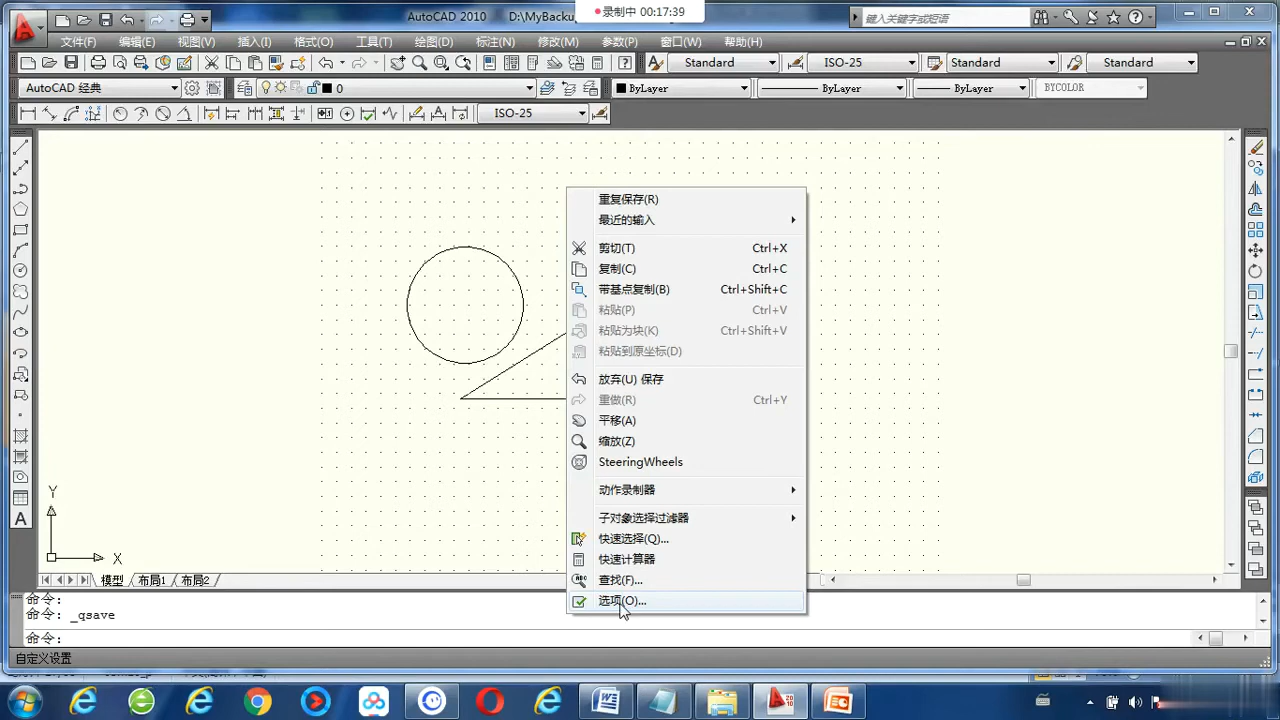 AutoCAD 2010 D:\MyBacku
录制中 00:17:39
键入关键字或短语
文件(F) 编辑(E) 视图(V) 插入(I) 格式(O) 工具(T) 绘图(D) 标注(N) 修改(M) 参数(P) 窗口(W) 帮助(H)
Standard ISO-25 Standard Standard
AutoCAD 经典 0 ByLayer ByLayer ByLayer BYCOLOR
ISO-25
重复保存(R)
最近的输入
剪切(T) Ctrl+X
复制(C) Ctrl+C
带基点复制(B) Ctrl+Shift+C
粘贴(P) Ctrl+V
粘贴为块(K) Ctrl+Shift+V
粘贴到原坐标(D)
放弃(U) 保存
重做(R) Ctrl+Y
平移(A)
缩放(Z)
SteeringWheels
动作录制器
子对象选择过滤器
快速选择(Q)...
快速计算器
查找(F)...
选项(O)...
Y
X
模型 布局1 布局2
命令:
命令: _qsave
命令:
自定义设置